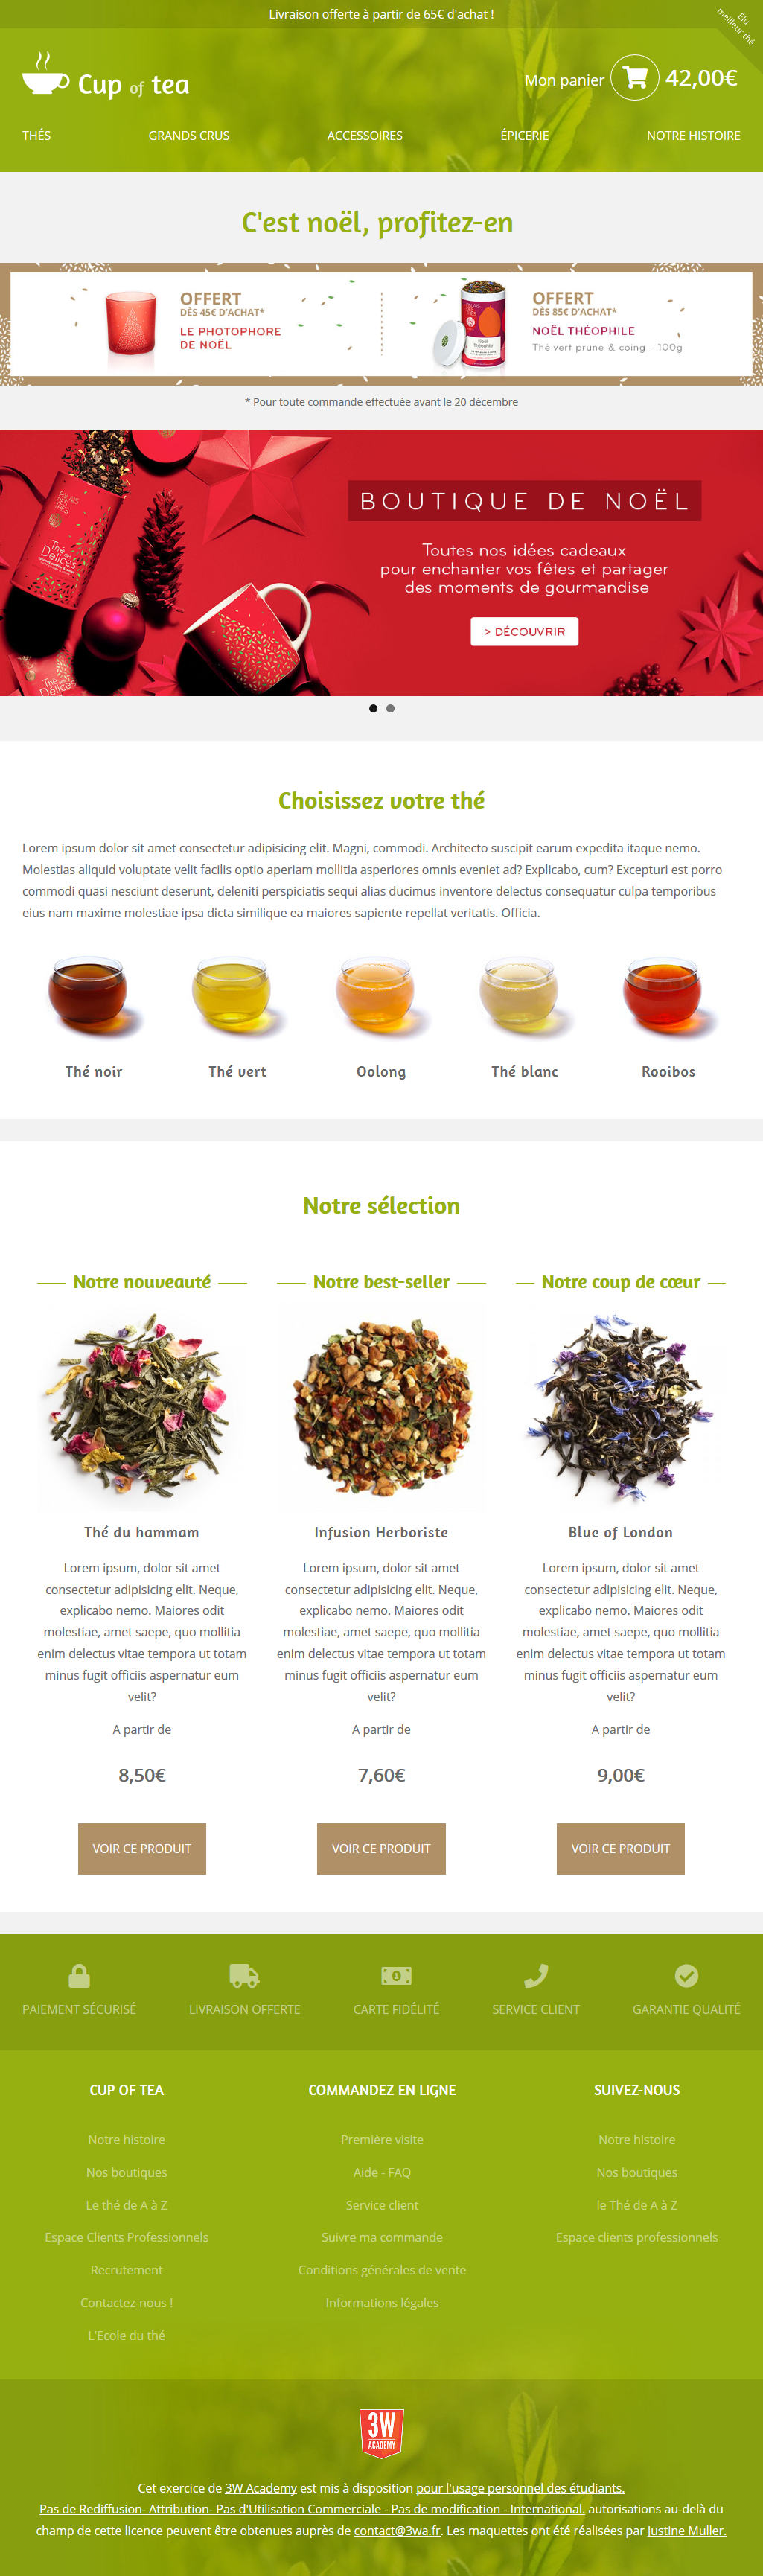 Livraison offerte à partir de 65€ d'achat !
Élu
meilleur thé
Cup of tea
Mon panier 42,00€
THÉS GRANDS CRUS ACCESSOIRES ÉPICERIE NOTRE HISTOIRE
C'est noël, profitez-en
OFFERT
DÈS 45€ D'ACHAT*
LE PHOTOPHORE
DE NOËL
OFFERT
DÈS 85€ D'ACHAT*
NOËL THÉOPHILE
Thé vert prune & coing - 100g
* Pour toute commande effectuée avant le 20 décembre
Thé des
Délices
Thé des
Délices
BOUTIQUE DE NOËL
Toutes nos idées cadeaux
pour enchanter vos fêtes et partager
des moments de gourmandise
> DÉCOUVRIR
Choisissez votre thé
Lorem ipsum dolor sit amet consectetur adipisicing elit. Magni, commodi. Architecto suscipit earum expedita itaque nemo.
Molestias aliquid voluptate velit facilis optio aperiam mollitia asperiores omnis eveniet ad? Explicabo, cum? Excepturi est porro
commodi quasi nesciunt deserunt, deleniti perspiciatis sequi alias ducimus inventore delectus consequatur culpa temporibus
eius nam maxime molestiae ipsa dicta similique ea maiores sapiente repellat veritatis. Officia.
Thé noir Thé vert Oolong Thé blanc Rooibos
Notre sélection
Notre nouveauté
Thé du hammam
Lorem ipsum, dolor sit amet
consectetur adipisicing elit. Neque,
explicabo nemo. Maiores odit
molestiae, amet saepe, quo mollitia
enim delectus vitae tempora ut totam
minus fugit officiis aspernatur eum
velit?
A partir de
8,50€
VOIR CE PRODUIT
Notre best-seller
Infusion Herboriste
Lorem ipsum, dolor sit amet
consectetur adipisicing elit. Neque,
explicabo nemo. Maiores odit
molestiae, amet saepe, quo mollitia
enim delectus vitae tempora ut totam
minus fugit officiis aspernatur eum
velit?
A partir de
7,60€
VOIR CE PRODUIT
Notre coup de cœur
Blue of London
Lorem ipsum, dolor sit amet
consectetur adipisicing elit. Neque,
explicabo nemo. Maiores odit
molestiae, amet saepe, quo mollitia
enim delectus vitae tempora ut totam
minus fugit officiis aspernatur eum
velit?
A partir de
9,00€
VOIR CE PRODUIT
PAIEMENT SÉCURISÉ LIVRAISON OFFERTE CARTE FIDÉLITÉ SERVICE CLIENT GARANTIE QUALITÉ
CUP OF TEA
Notre histoire
Nos boutiques
Le thé de A à Z
Espace Clients Professionnels
Recrutement
Contactez-nous !
L'Ecole du thé
COMMANDEZ EN LIGNE
Première visite
Aide - FAQ
Service client
Suivre ma commande
Conditions générales de vente
Informations légales
SUIVEZ-NOUS
Notre histoire
Nos boutiques
le Thé de A à Z
Espace clients professionnels
3W
ACADEMY
Cet exercice de 3W Academy est mis à disposition pour l'usage personnel des étudiants.
Pas de Rediffusion- Attribution- Pas d'Utilisation Commerciale - Pas de modification - International. autorisations au-delà du
champ de cette licence peuvent être obtenues auprès de contact@3wa.fr. Les maquettes ont été réalisées par Justine Muller.